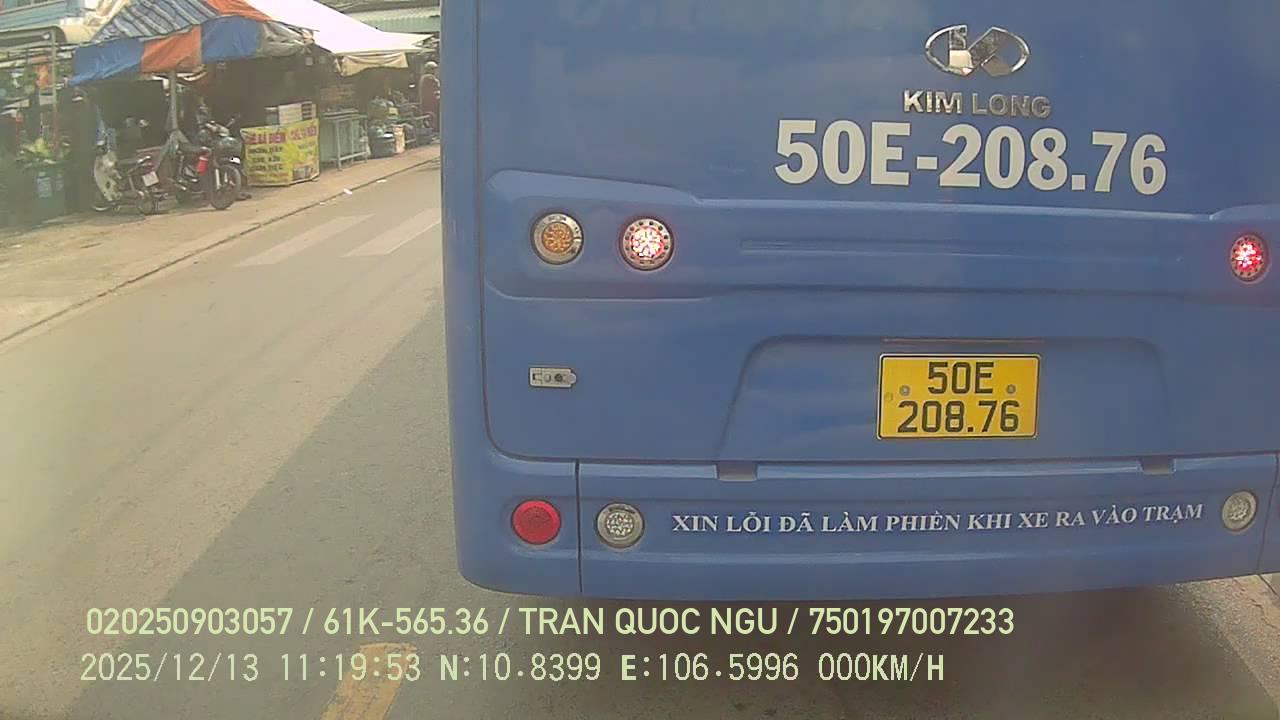 KIM LONG
50E-208.76
50E
208.76
XIN LỖI ĐÃ LÀM PHIỀN KHI XE RA VÀO TRẠM
020250903057 / 61K-565.36 / TRAN QUOC NGU / 750197007233
2025/12/13 11:19:53 N:10.8399 E:106.5996 000KM/H